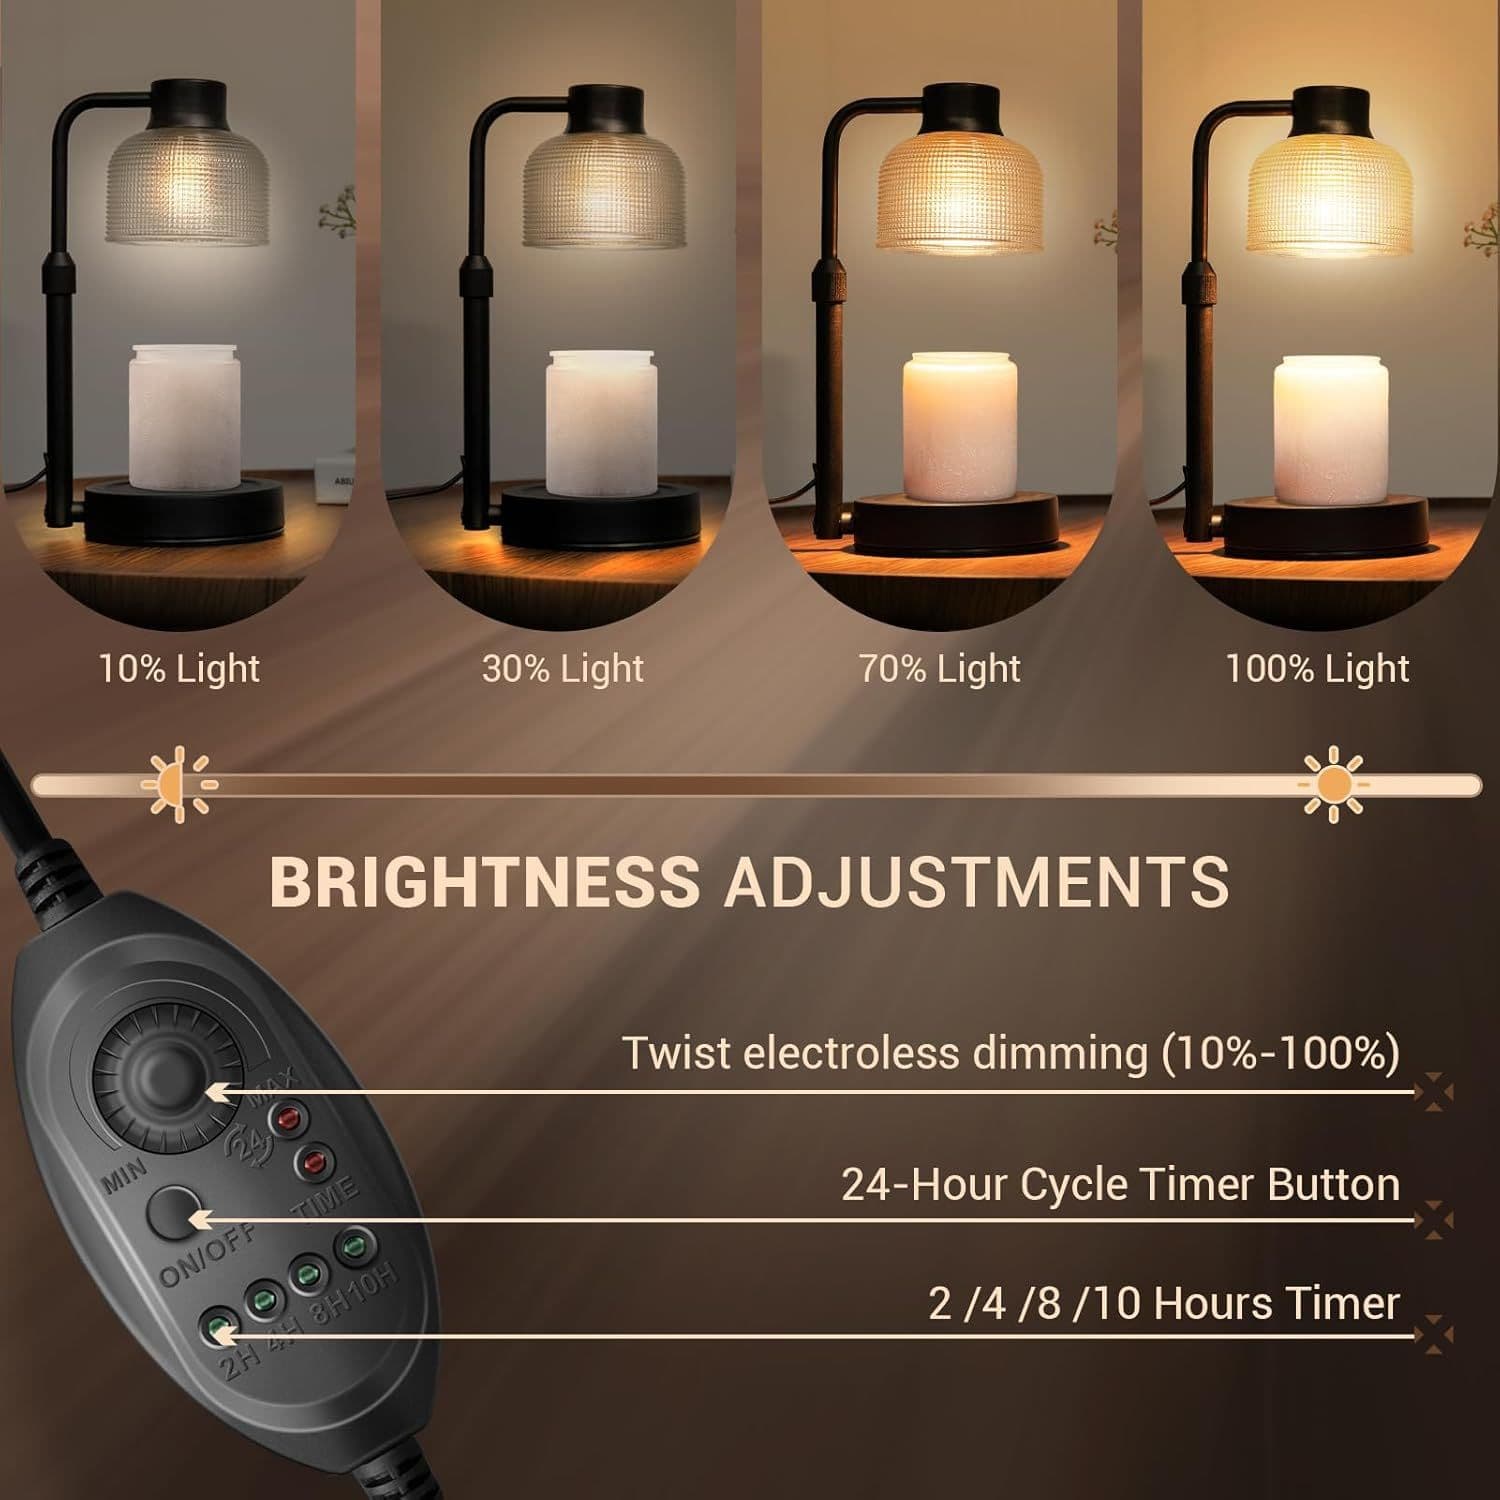 ABIL
10% Light
30% Light
70% Light
100% Light
BRIGHTNESS ADJUSTMENTS
Twist electroless dimming (10%-100%)
MAX
24
MIN
TIME
24-Hour Cycle Timer Button
ON/OFF
2 /4 /8 /10 Hours Timer
2H 4H 8H 10H